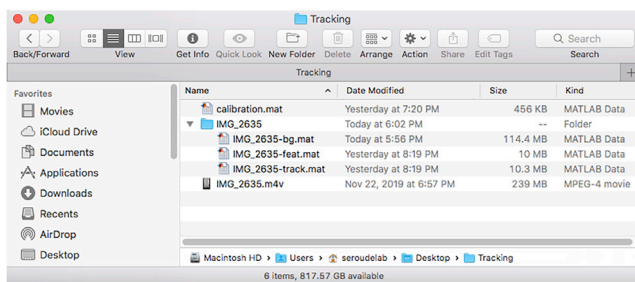 Tracking
Back/Forward View Get Info Quick Look New Folder Delete Arrange Action Share Edit Tags Search
Search
Tracking +
Favorites
Movies
iCloud Drive
Documents
Applications
Downloads
Recents
AirDrop
Desktop
Name Date Modified Size Kind
calibration.mat Yesterday at 7:20 PM 456 KB MATLAB Data
IMG_2635 Today at 6:02 PM -- Folder
IMG_2635-bg.mat Today at 5:56 PM 114.4 MB MATLAB Data
IMG_2635-feat.mat Yesterday at 8:19 PM 10 MB MATLAB Data
IMG_2635-track.mat Yesterday at 8:19 PM 10.3 MB MATLAB Data
IMG_2635.m4v Nov 22, 2019 at 6:57 PM 239 MB MPEG-4 movie
Macintosh HD › Users › seroudelab › Desktop › Tracking
6 items, 817.57 GB available